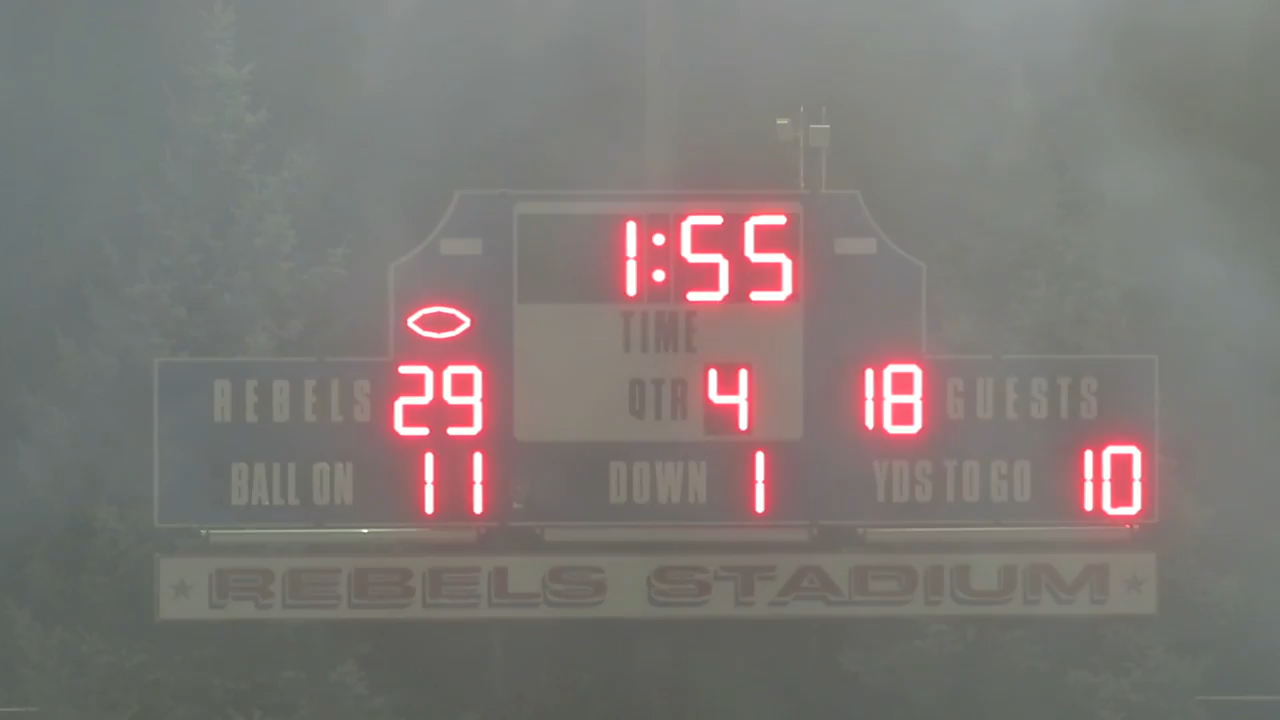 1:55
TIME
REBELS 29 QTR 4 18 GUESTS
BALL ON 11 DOWN 1 YDS TO GO 10
REBELS STADIUM